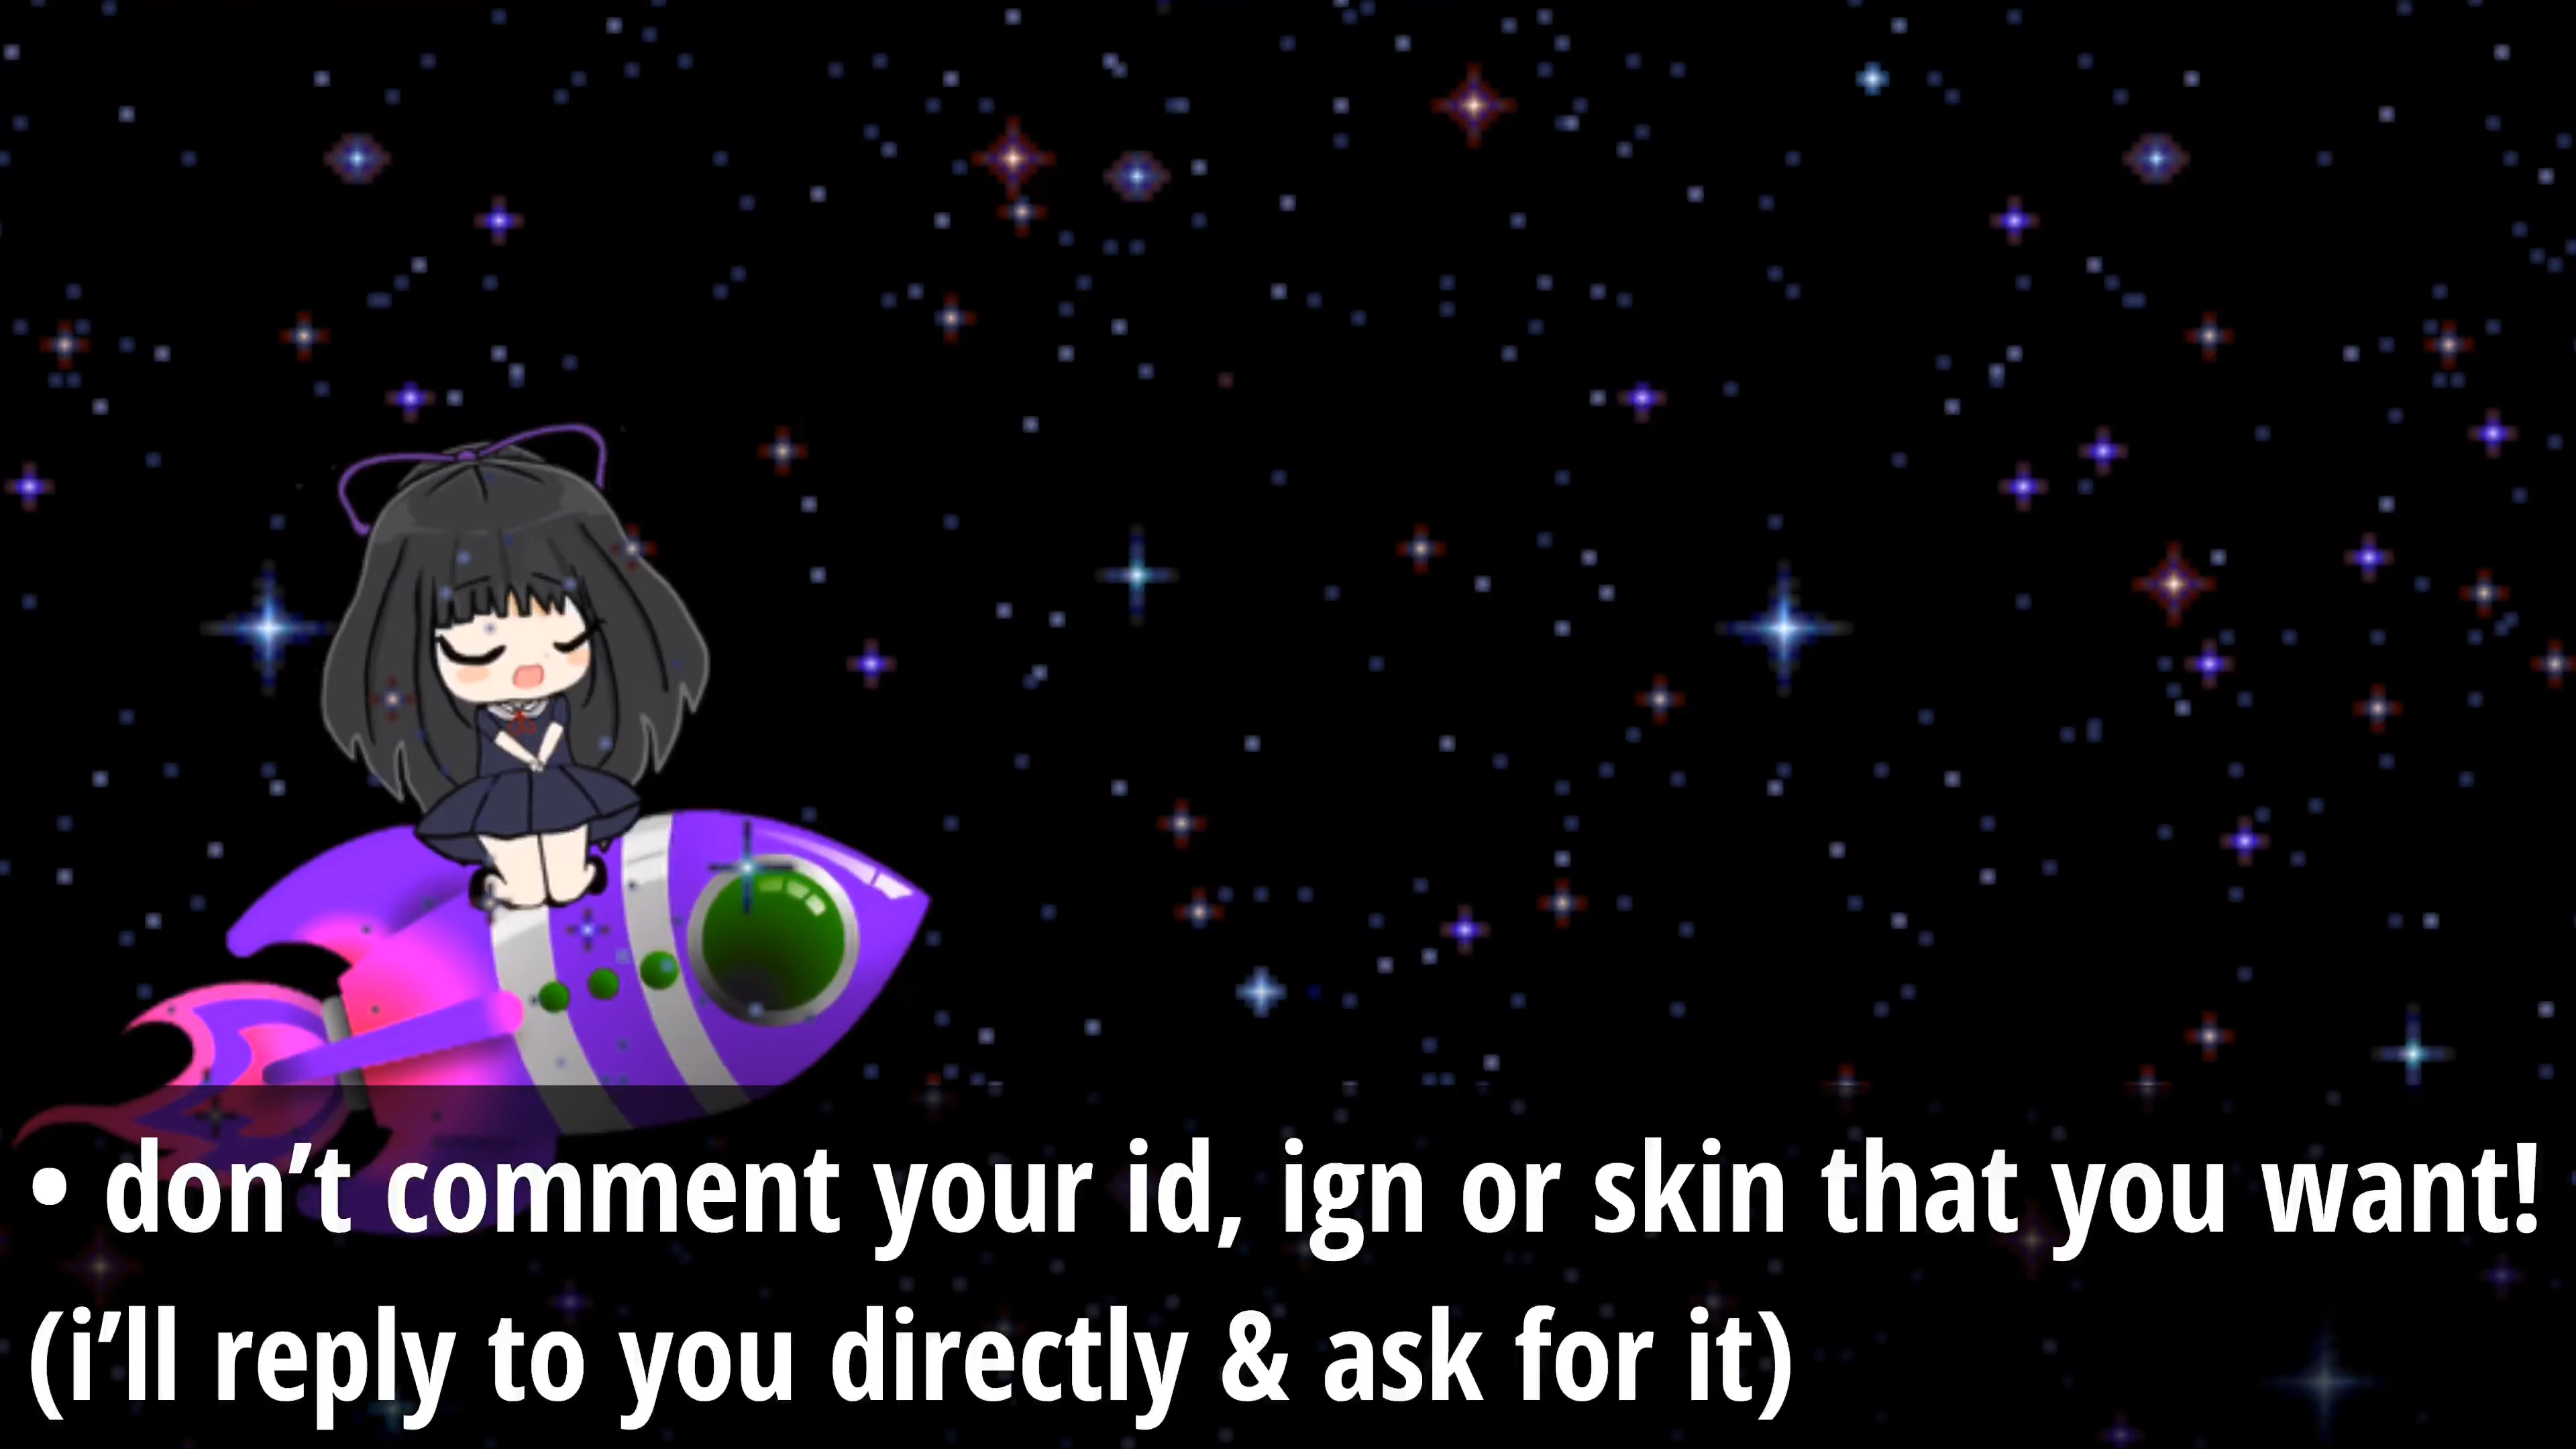 • don’t comment your id, ign or skin that you want!
(i’ll reply to you directly & ask for it)